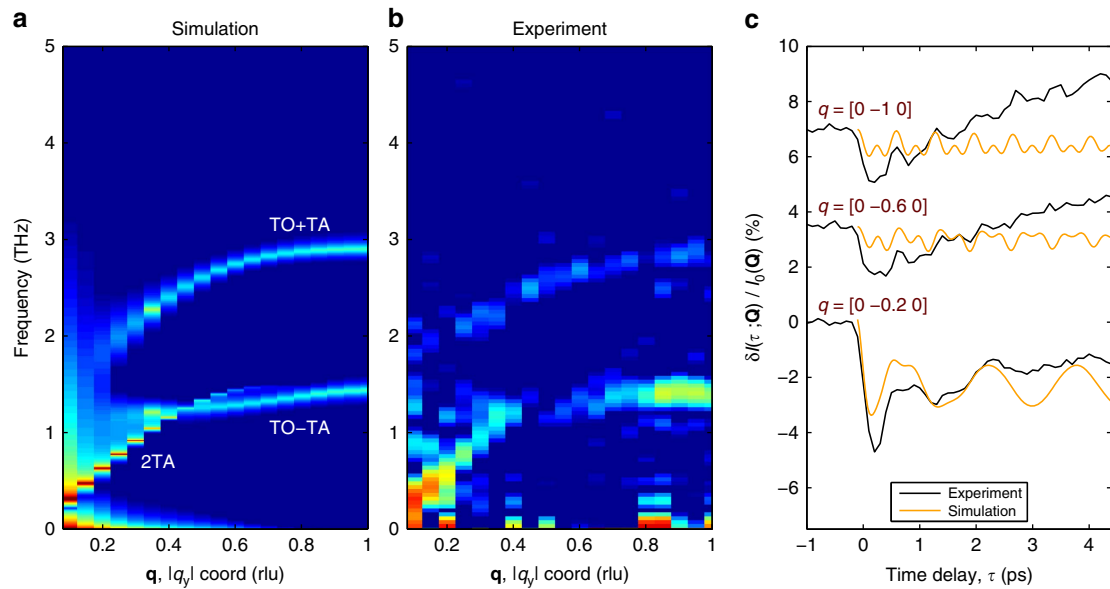 a
Simulation
5
4
3
2
1
0
Frequency (THz)
TO+TA
TO−TA
2TA
0.2 0.4 0.6 0.8 1
q, |qy| coord (rlu)
b
Experiment
5
4
3
2
1
0
0.2 0.4 0.6 0.8 1
q, |qy| coord (rlu)
c
10
8
6
4
2
0
−2
−4
−6
δI(τ ;Q) / I0(Q) (%)
q = [0 −1 0]
q = [0 −0.6 0]
q = [0 −0.2 0]
Experiment
Simulation
−1 0 1 2 3 4
Time delay, τ (ps)